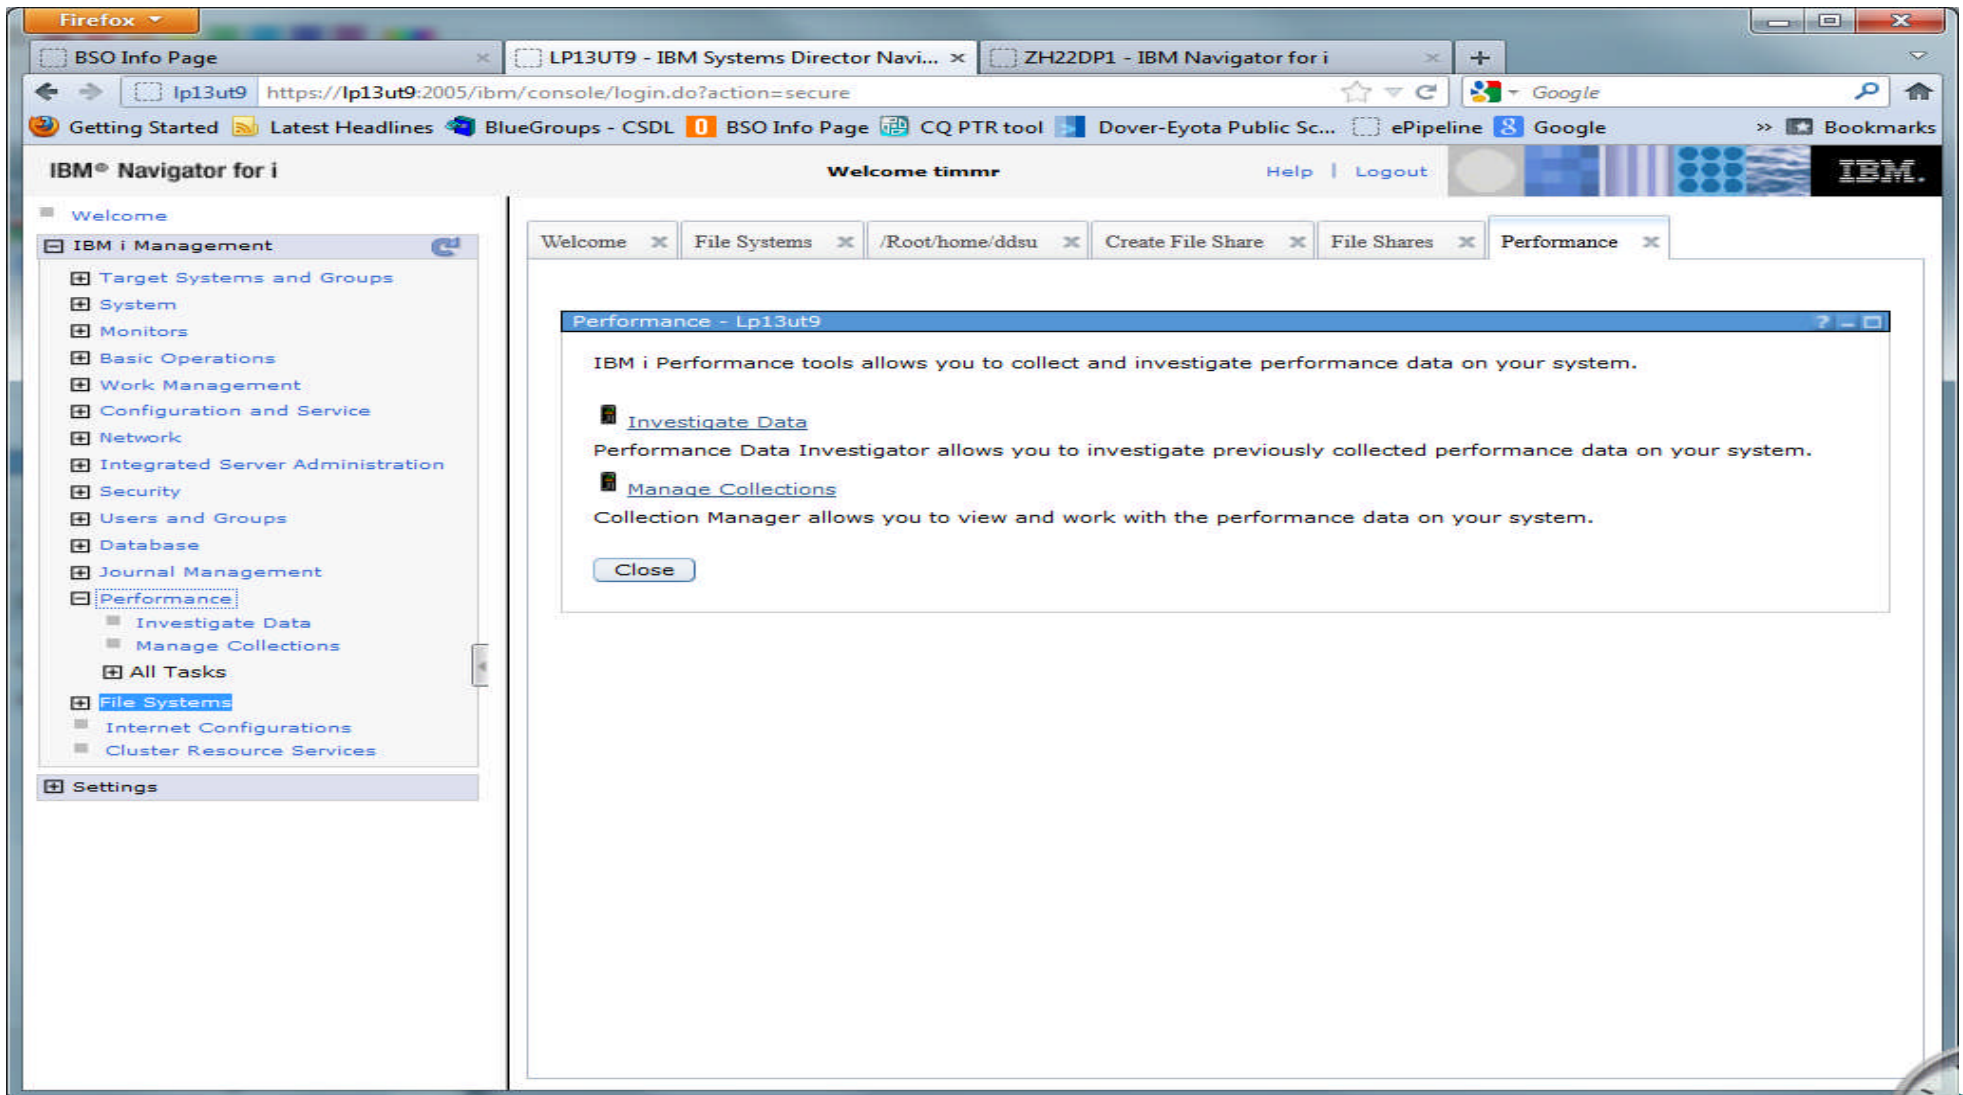 Firefox
BSO Info Page
LP13UT9 - IBM Systems Director Navi...
ZH22DP1 - IBM Navigator for i
lp13ut9 https://lp13ut9:2005/ibm/console/login.do?action=secure
Google
Getting Started Latest Headlines BlueGroups - CSDL BSO Info Page CQ PTR tool Dover-Eyota Public Sc... ePipeline Google » Bookmarks
IBM® Navigator for i
Welcome timmr
Help | Logout
IBM.
Welcome
IBM i Management
Target Systems and Groups
System
Monitors
Basic Operations
Work Management
Configuration and Service
Network
Integrated Server Administration
Security
Users and Groups
Database
Journal Management
Performance
Investigate Data
Manage Collections
All Tasks
File Systems
Internet Configurations
Cluster Resource Services
Settings
Welcome File Systems /Root/home/ddsu Create File Share File Shares Performance
Performance - Lp13ut9
IBM i Performance tools allows you to collect and investigate performance data on your system.
Investigate Data
Performance Data Investigator allows you to investigate previously collected performance data on your system.
Manage Collections
Collection Manager allows you to view and work with the performance data on your system.
Close